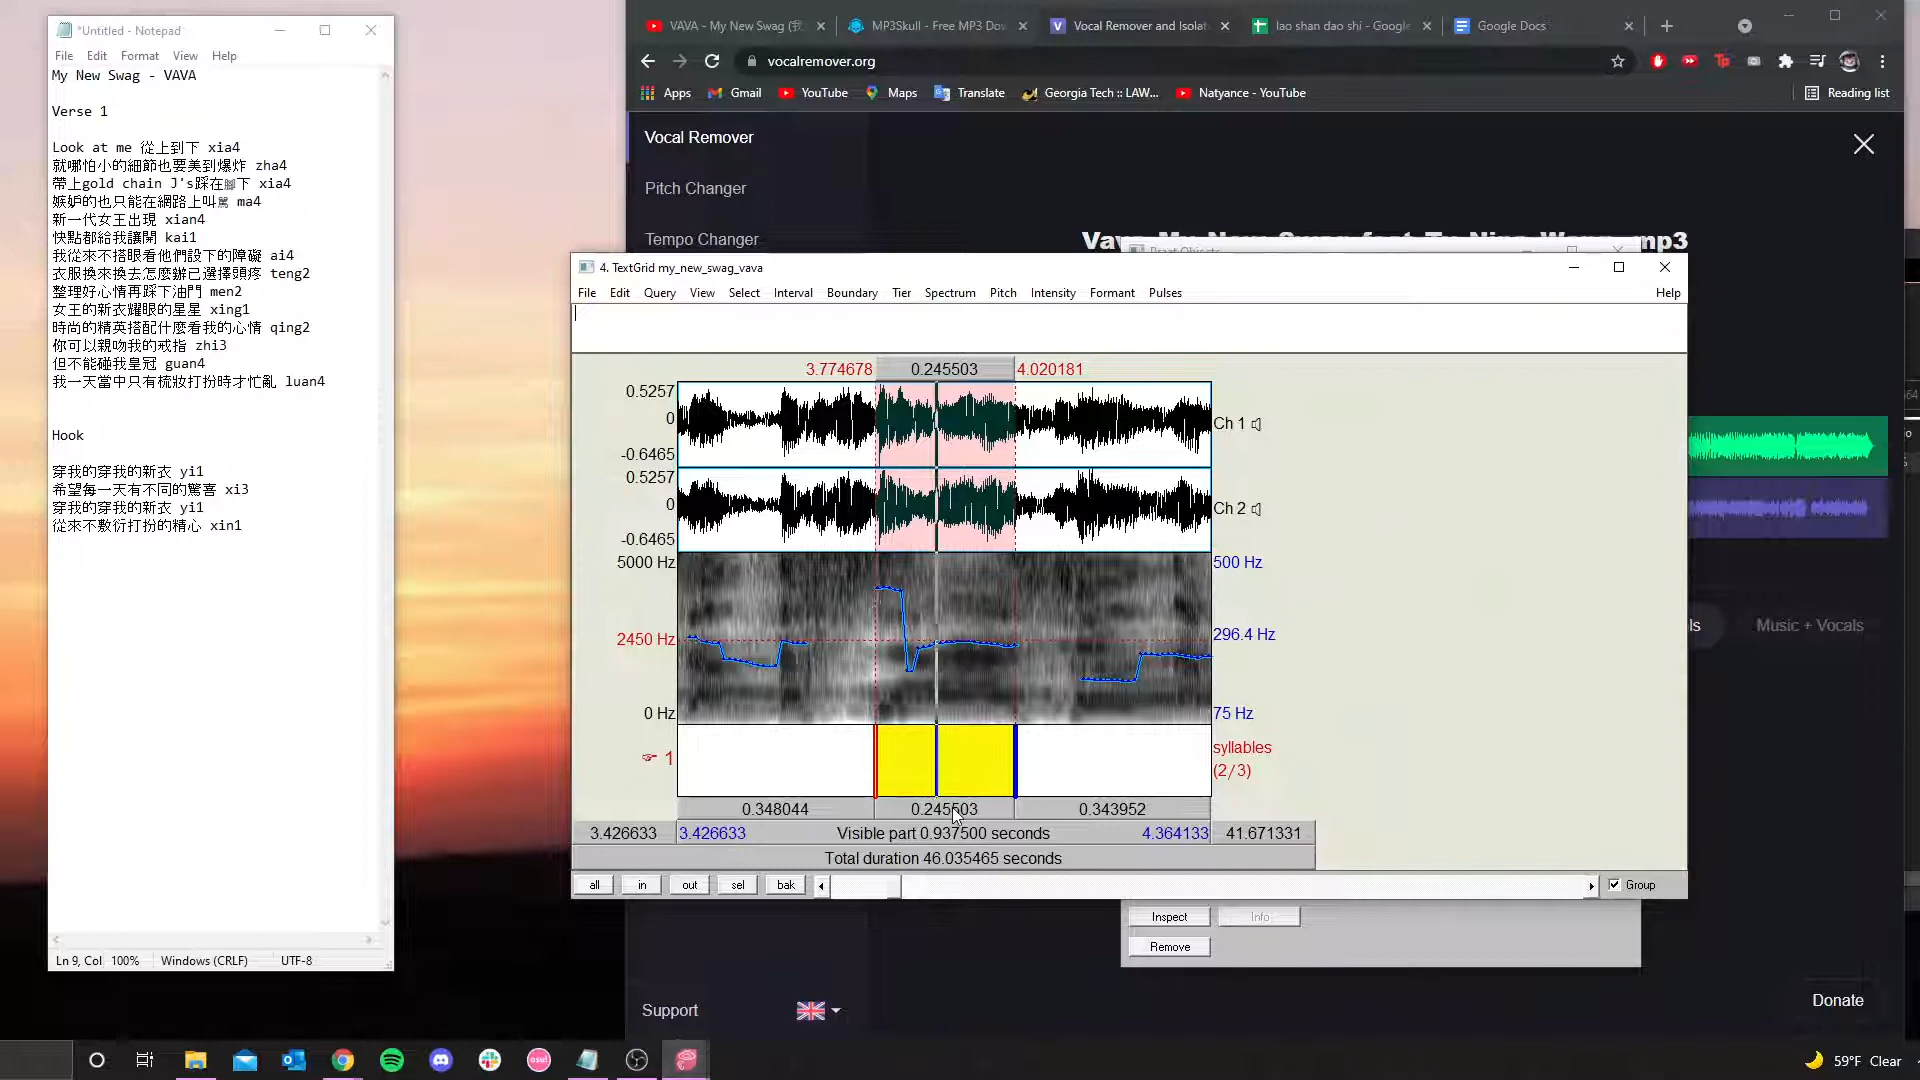 *Untitled - Notepad
File Edit Format View Help
My New Swag - VAVA
Verse 1
Look at me 從上到下 xia4
就哪怕小的細節也要美到爆炸 zha4
帶上gold chain J's踩在腳下 xia4
嫉妒的也只能在網路上叫罵 ma4
新一代女王出現 xian4
快點都給我讓開 kai1
我從來不搭眼看他們設下的障礙 ai4
衣服換來換去怎麼辦已選擇頭疼 teng2
整理好心情再踩下油門 men2
女王的新衣耀眼的星星 xing1
時尚的精英搭配什麼看我的心情 qing2
你可以親吻我的戒指 zhi3
但不能碰我皇冠 guan4
我一天當中只有梳妝打扮時才忙亂 luan4
Hook
穿我的穿我的新衣 yi1
希望每一天有不同的驚喜 xi3
穿我的穿我的新衣 yi1
從來不敷衍打扮的精心 xin1
Ln 9, Col 100% Windows (CRLF) UTF-8
VAVA - My New Swag (我
MP3Skull - Free MP3 Dow
Vocal Remover and Isolat
lao shan dao shi - Google
Google Docs
vocalremover.org
Apps Gmail YouTube Maps Translate Georgia Tech :: LAW... Natyance - YouTube Reading list
Vocal Remover
Pitch Changer
Tempo Changer
mp3
Praat Objects
4. TextGrid my_new_swag_vava
File Edit Query View Select Interval Boundary Tier Spectrum Pitch Intensity Formant Pulses Help
3.774678 0.245503 4.020181
0.5257
0
-0.6465
Ch 1
0.5257
0
-0.6465
Ch 2
5000 Hz 500 Hz
2450 Hz 296.4 Hz
0 Hz 75 Hz
1
syllables
(2/3)
0.348044 0.245503 0.343952
3.426633 3.426633 Visible part 0.937500 seconds 4.364133 41.671331
Total duration 46.035465 seconds
all in out sel bak Group
Music + Vocals
Inspect Info
Remove
Support
Donate
osu!
59°F Clear